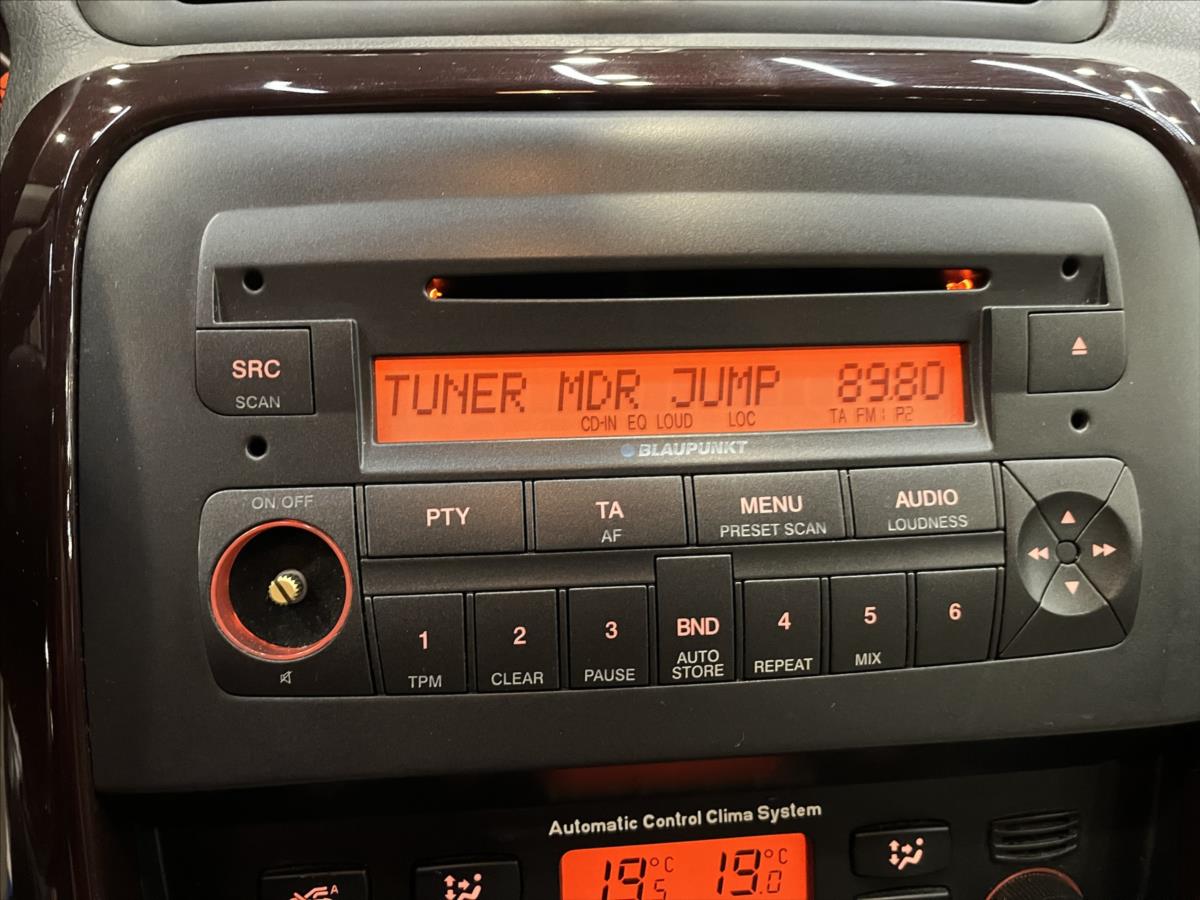 SRC
SCAN
TUNER MDR JUMP 89.80
CD-IN EQ LOUD LOC TA FM1 P2
BLAUPUNKT
ON OFF
PTY
TA
AF
MENU
PRESET SCAN
AUDIO
LOUDNESS
1
TPM
2
CLEAR
3
PAUSE
BND
AUTO
STORE
4
REPEAT
5
MIX
6
Automatic Control Clima System
A
19.5 °C 19.0 °C